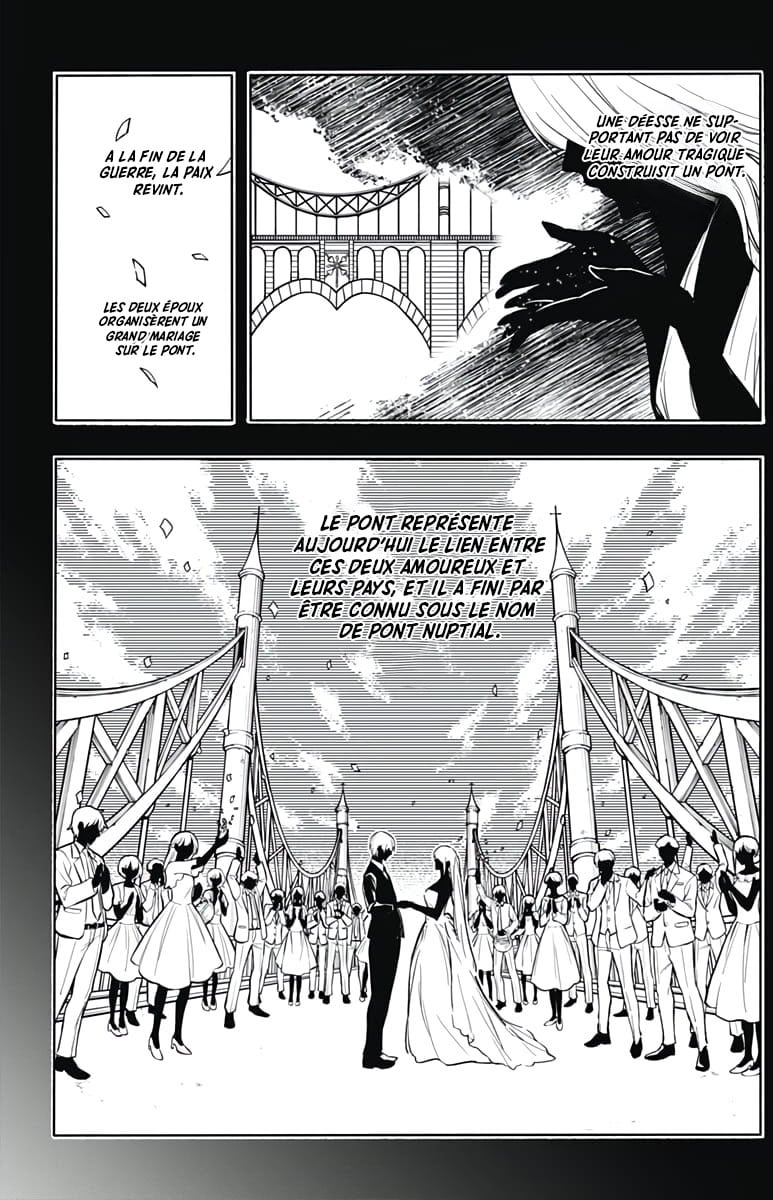 UNE DÉESSE NE SUP-
PORTANT PAS DE VOIR
LEUR AMOUR TRAGIQUE
CONSTRUISIT UN PONT.
A LA FIN DE LA
GUERRE, LA PAIX
REVINT.
LES DEUX ÉPOUX
ORGANISÈRENT UN
GRAND MARIAGE
SUR LE PONT.
LE PONT REPRÉSENTE
AUJOURD'HUI LE LIEN ENTRE
CES DEUX AMOUREUX ET
LEURS PAYS, ET IL A FINI PAR
ÊTRE CONNU SOUS LE NOM
DE PONT NUPTIAL.